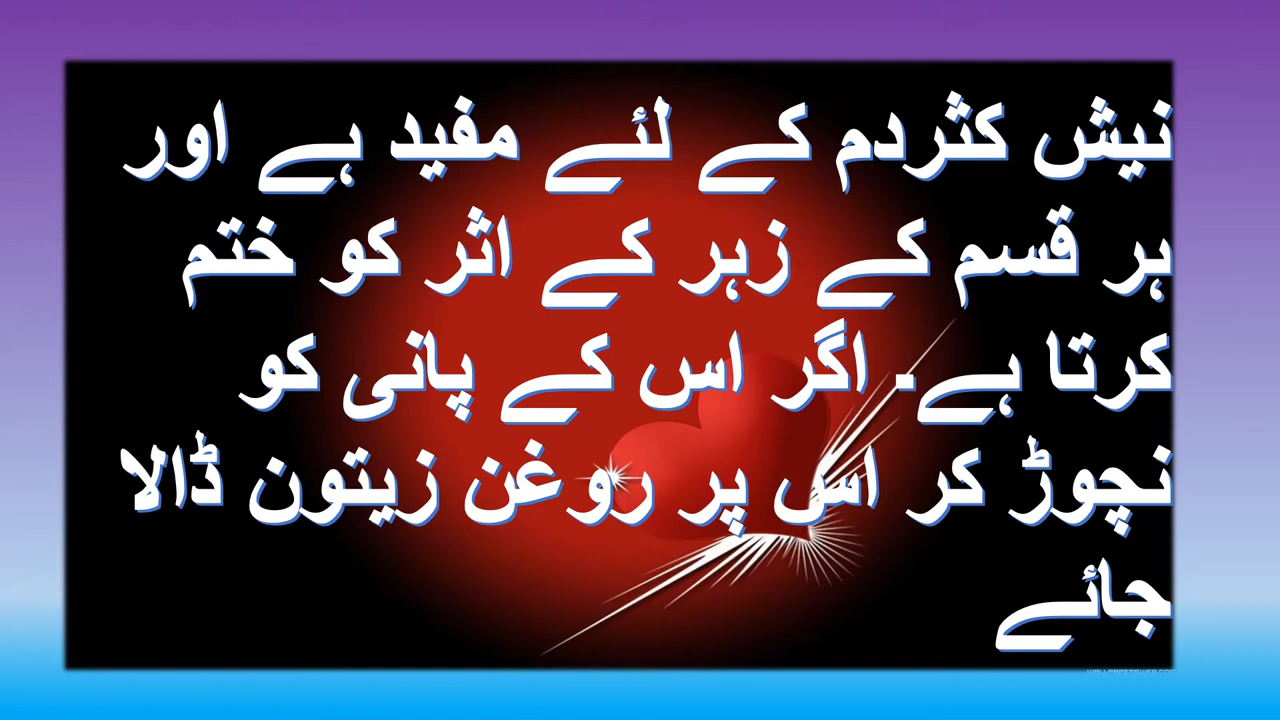 نیش کثردم کے لئے مفید ہے اور
ہر قسم کے زہر کے اثر کو ختم
کرتا ہے۔ اگر اس کے پانی کو
نچوڑ کر اس پر روغن زیتون ڈالا
جائے